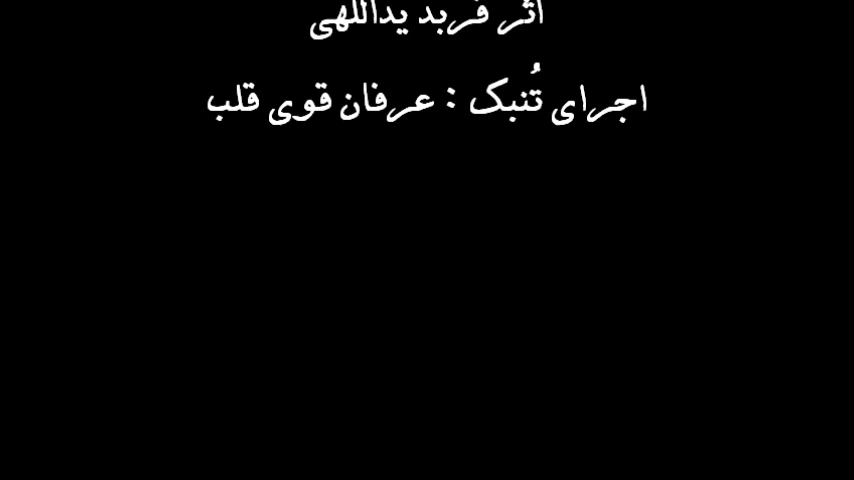 اثر فربد یداللهی
اجرای تُنبک : عرفان قوی قلب